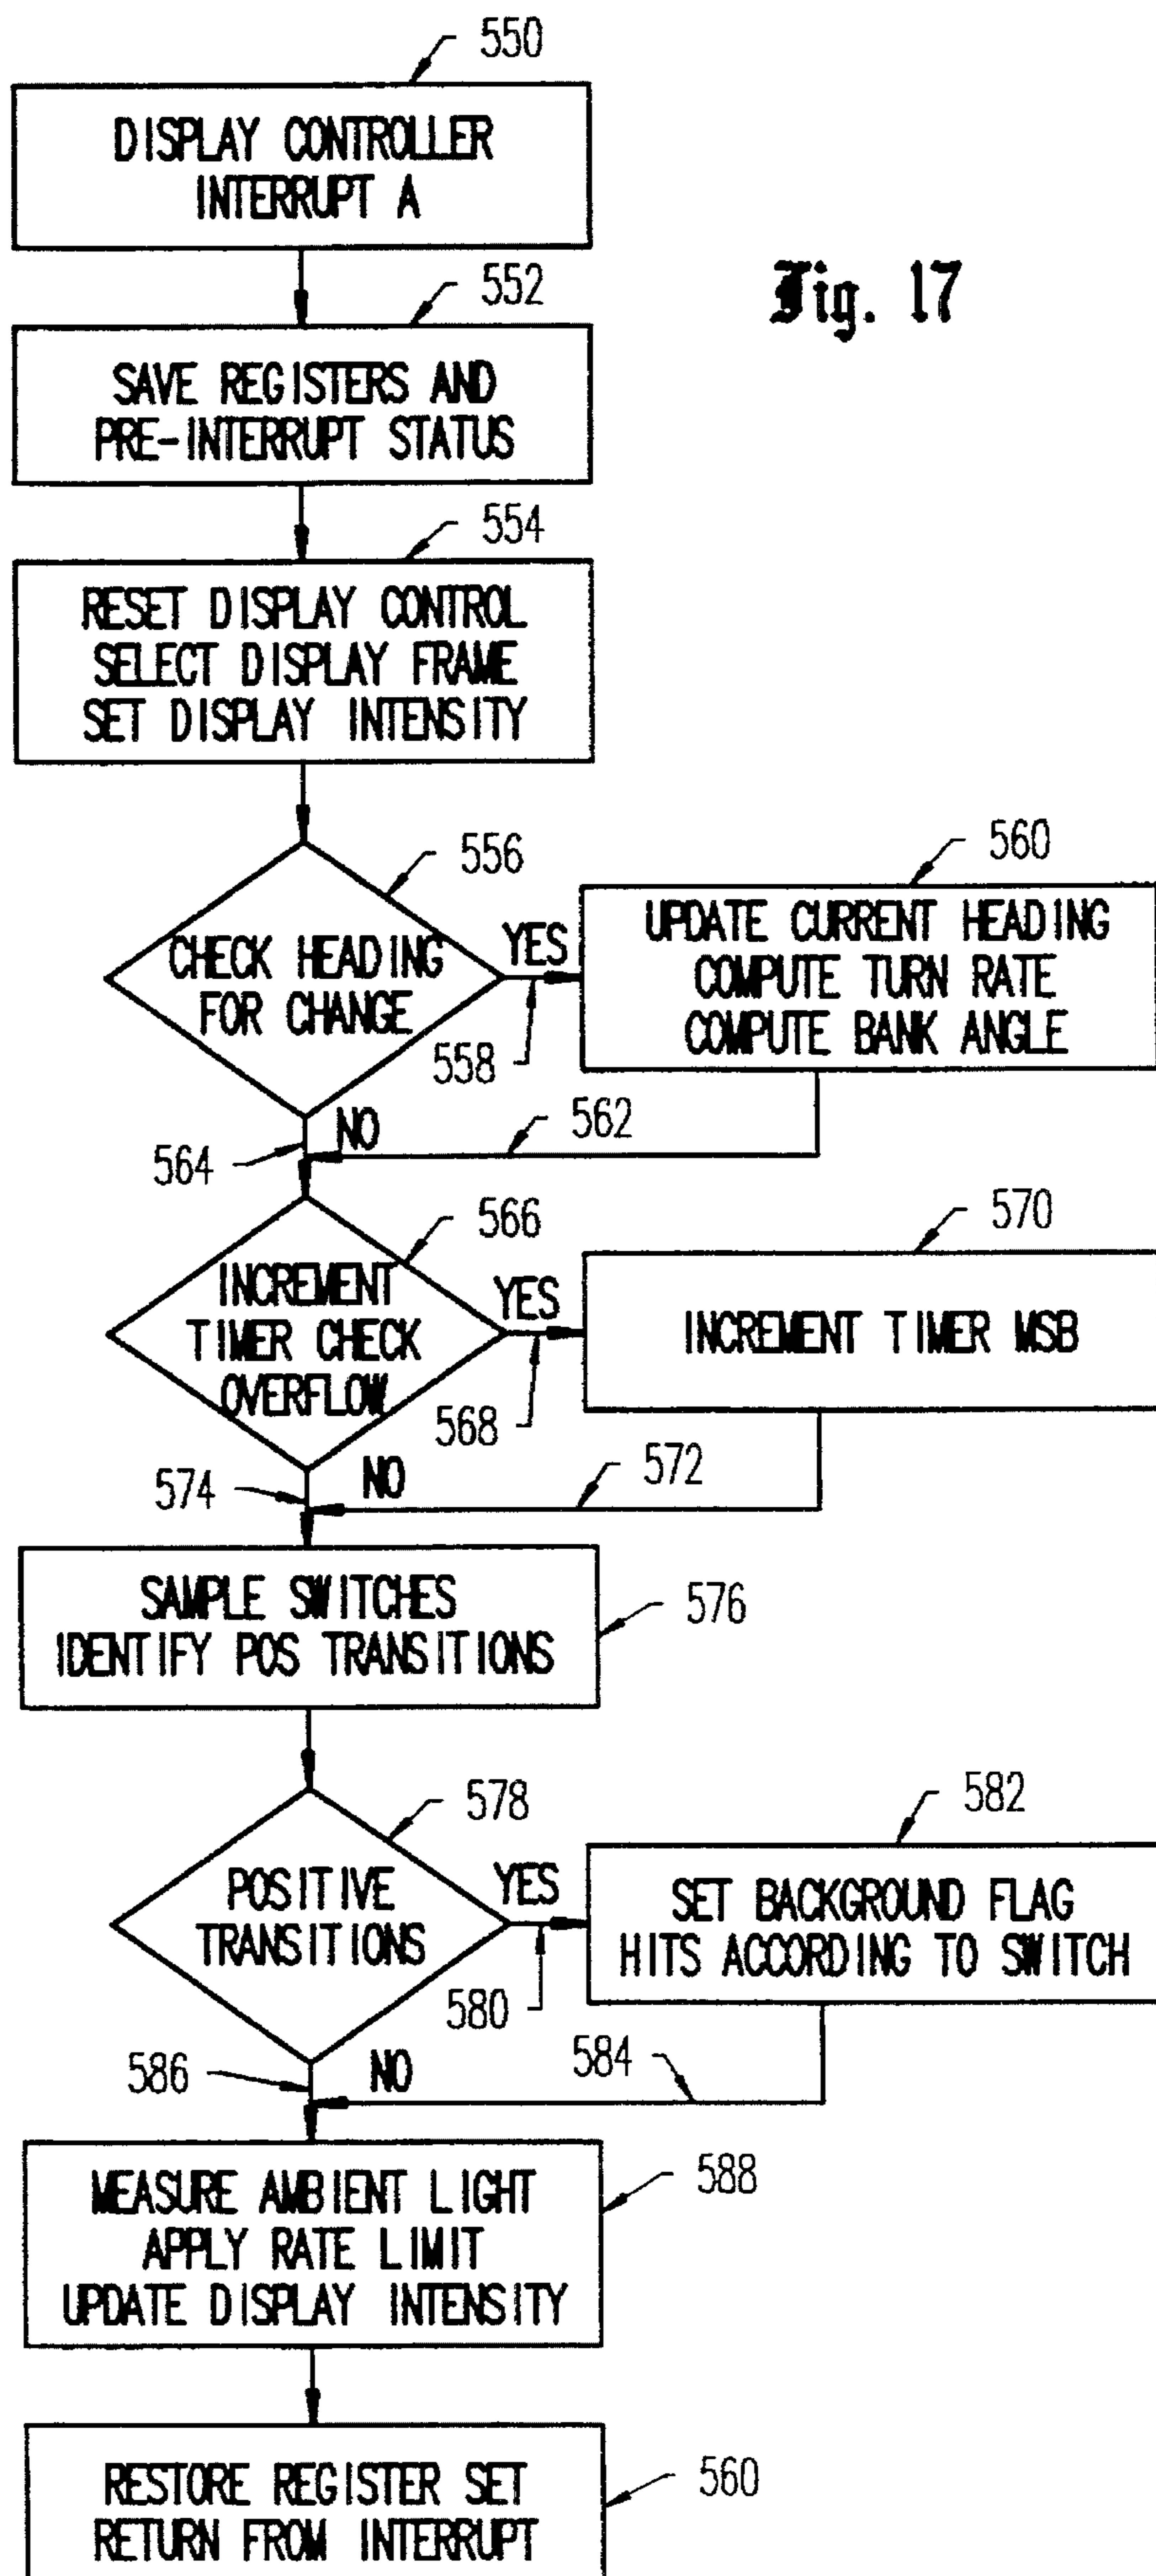 550
DISPLAY CONTROLLER
INTERRUPT A
Fig. 17
552
SAVE REGISTERS AND
PRE-INTERRUPT STATUS
554
RESET DISPLAY CONTROL
SELECT DISPLAY FRAME
SET DISPLAY INTENSITY
556
CHECK HEADING
FOR CHANGE
YES
558
560
UPDATE CURRENT HEADING
COMPUTE TURN RATE
COMPUTE BANK ANGLE
562
NO
564
566
INCREMENT
TIMER CHECK
OVERFLOW
YES
568
570
INCREMENT TIMER MSB
572
NO
574
SAMPLE SWITCHES
IDENTIFY POS TRANSITIONS
576
578
POSITIVE
TRANSITIONS
YES
580
582
SET BACKGROUND FLAG
HITS ACCORDING TO SWITCH
584
NO
586
MEASURE AMBIENT LIGHT
APPLY RATE LIMIT
UPDATE DISPLAY INTENSITY
588
RESTORE REGISTER SET
RETURN FROM INTERRUPT
560